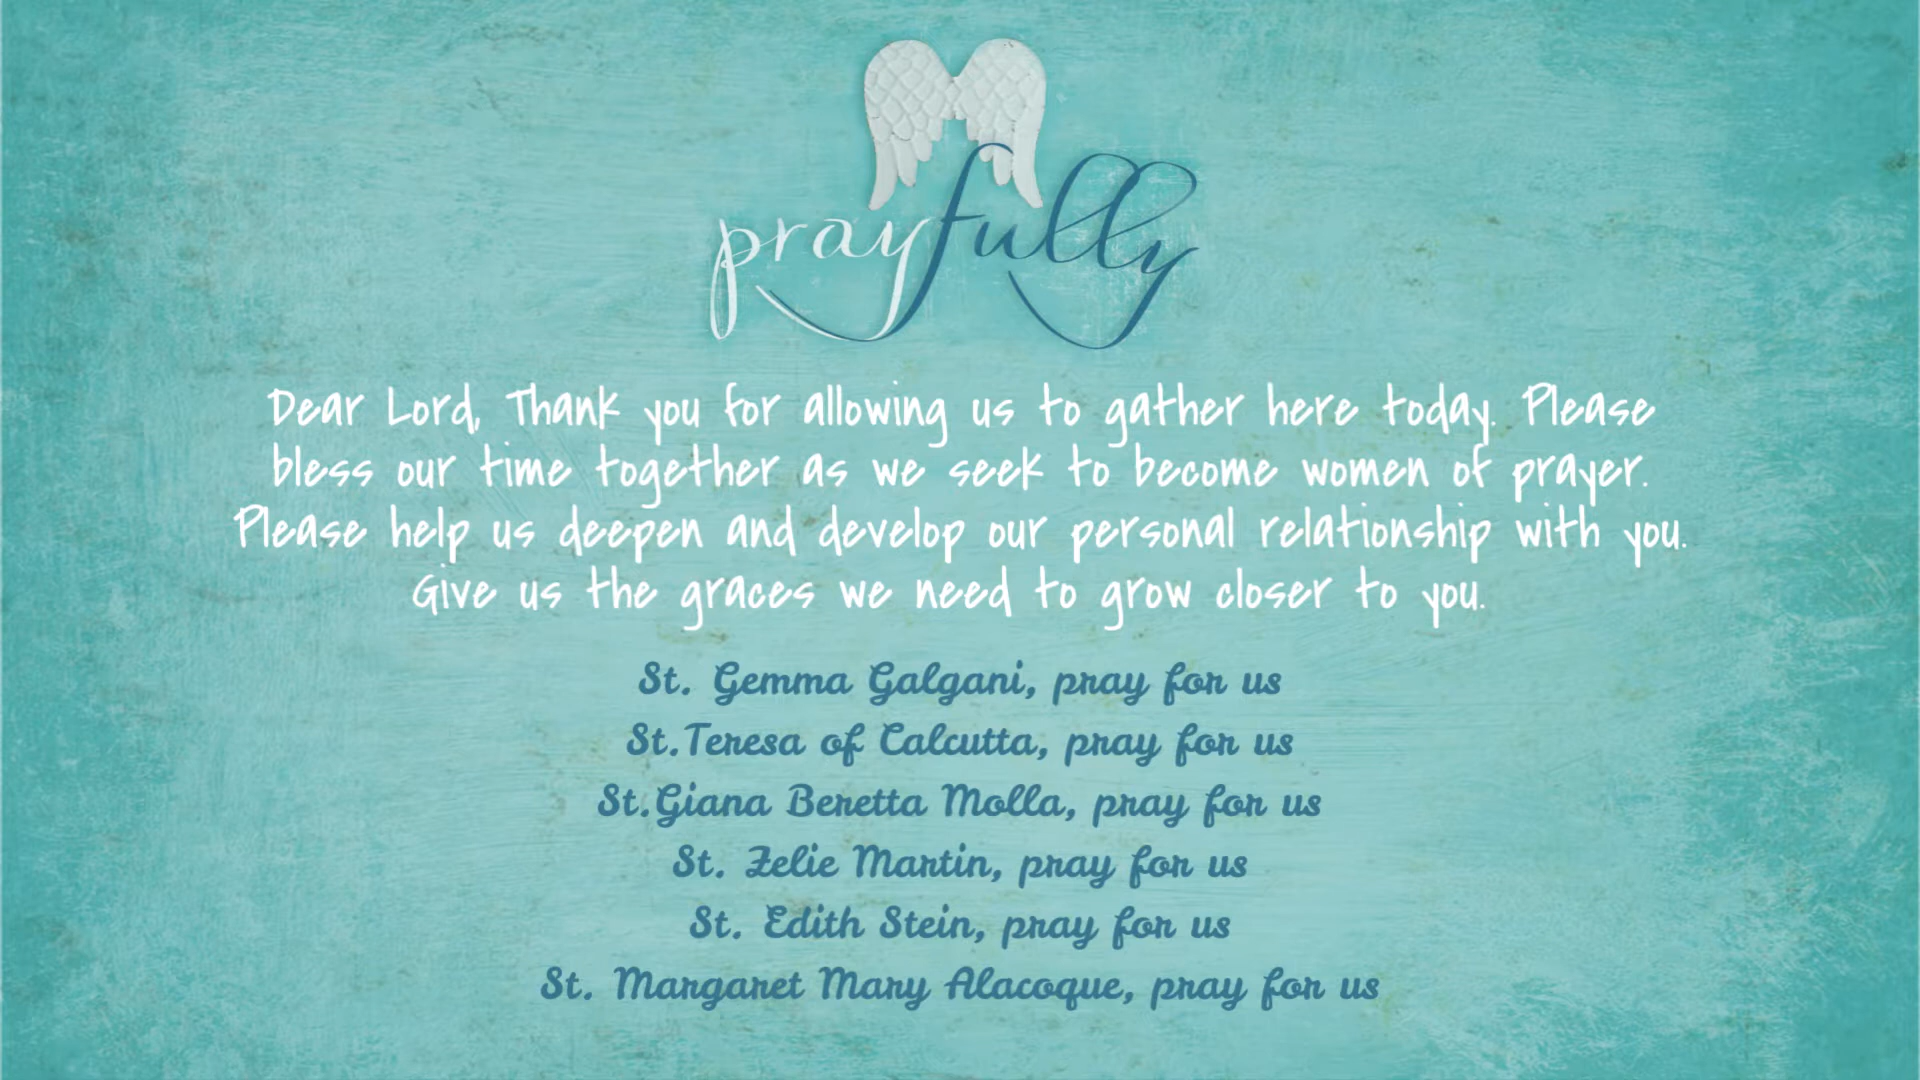 prayfully
Dear Lord, Thank you for allowing us to gather here today. Please
bless our time together as we seek to become women of prayer.
Please help us deepen and develop our personal relationship with you.
Give us the graces we need to grow closer to you.
St. Gemma Galgani, pray for us
St.Teresa of Calcutta, pray for us
St.Giana Beretta Molla, pray for us
St. Zelie Martin, pray for us
St. Edith Stein, pray for us
St. Margaret Mary Alacoque, pray for us